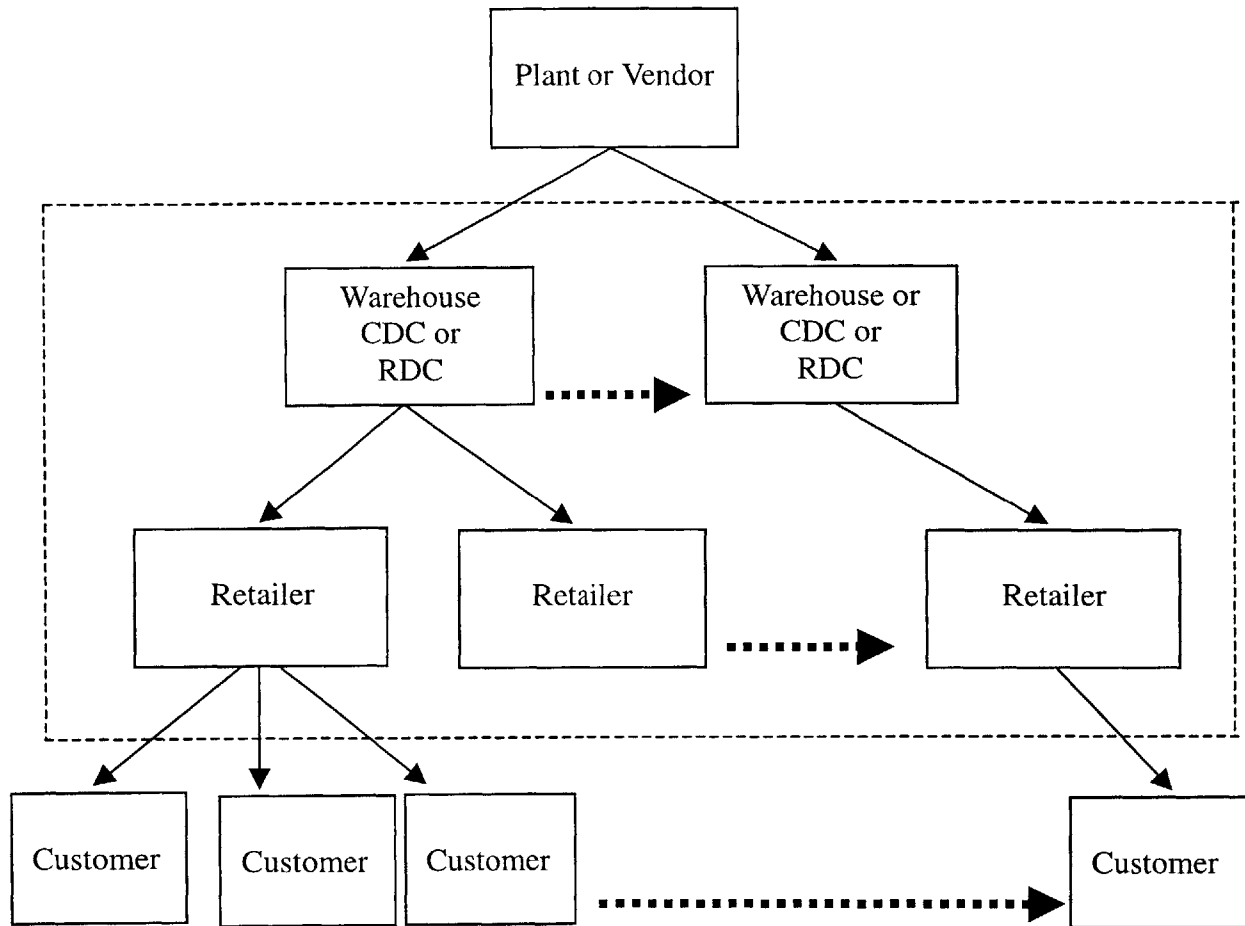 Plant or Vendor
Warehouse
CDC or
RDC
Warehouse or
CDC or
RDC
Retailer
Retailer
Retailer
Customer
Customer
Customer
Customer